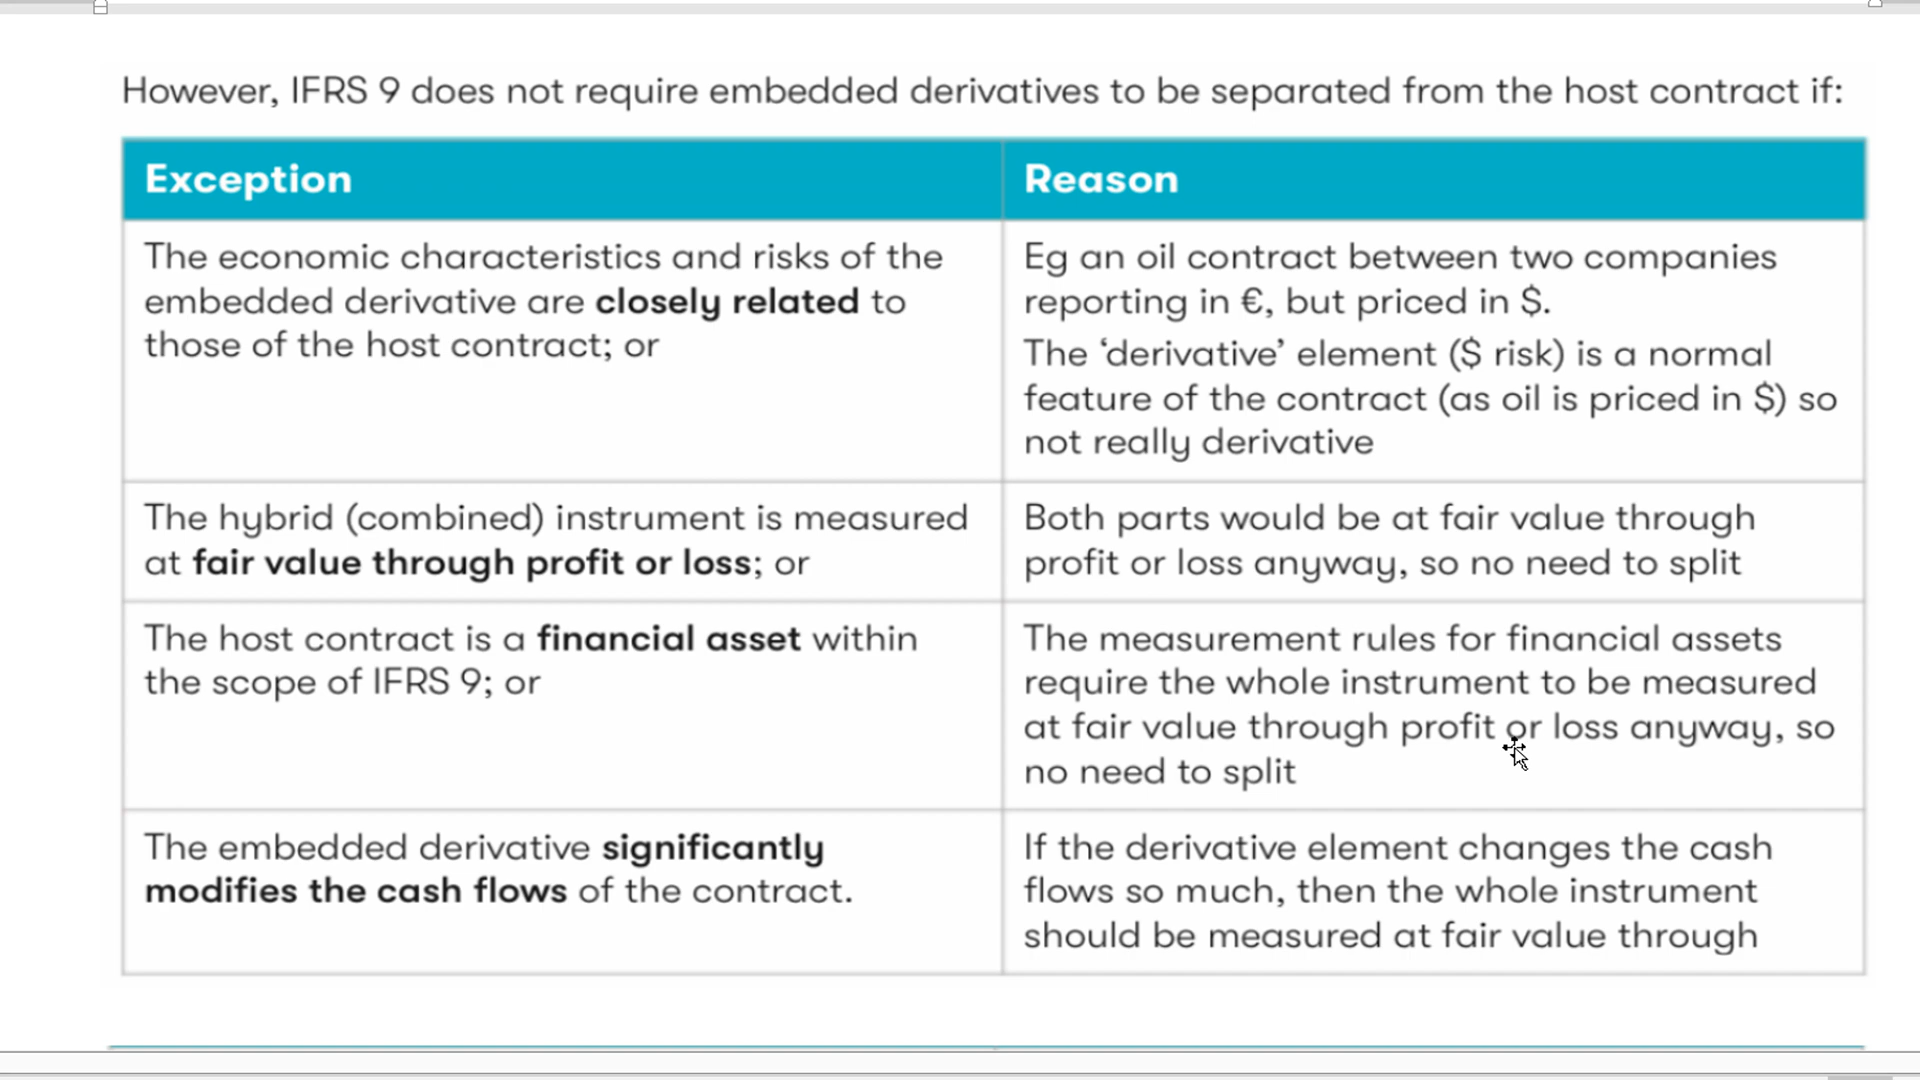 However, IFRS 9 does not require embedded derivatives to be separated from the host contract if:
Exception
Reason
The economic characteristics and risks of the
embedded derivative are closely related to
those of the host contract; or
Eg an oil contract between two companies
reporting in €, but priced in $.
The ‘derivative’ element ($ risk) is a normal
feature of the contract (as oil is priced in $) so
not really derivative
The hybrid (combined) instrument is measured
at fair value through profit or loss; or
Both parts would be at fair value through
profit or loss anyway, so no need to split
The host contract is a financial asset within
the scope of IFRS 9; or
The measurement rules for financial assets
require the whole instrument to be measured
at fair value through profit or loss anyway, so
no need to split
The embedded derivative significantly
modifies the cash flows of the contract.
If the derivative element changes the cash
flows so much, then the whole instrument
should be measured at fair value through